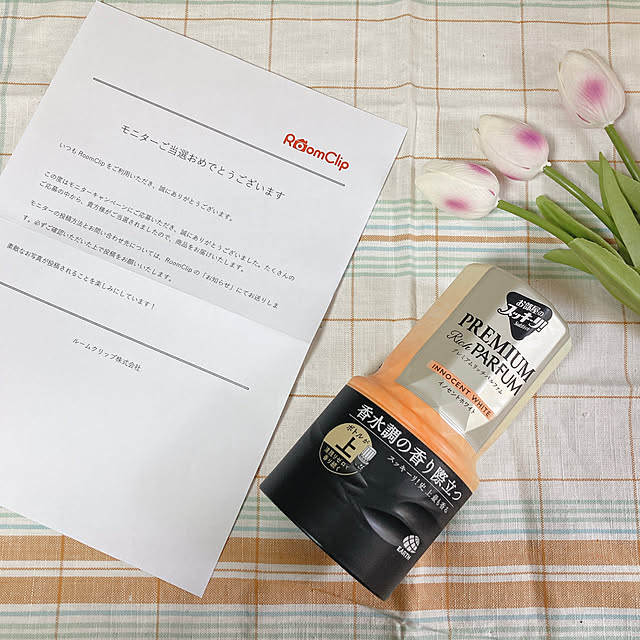 RoomClip
モニターご当選おめでとうございます
いつもRoomClipをご利用いただき、誠にありがとうございます。
この度はモニターキャンペーンにご応募いただき、誠にありがとうございました。たくさんの
ご応募の中から、貴方様がご当選されましたので、商品をお届けいたします。
モニターの投稿方法とお問い合わせ先については、RoomClipの「お知らせ」にてお送りしま
す。必ずご確認いただいた上で投稿をお願いします。
素敵なお写真が投稿されることを楽しみにしています！
ルームクリップ株式会社
お部屋の
スッキーリ!
Sukki-ri!
PREMIUM
Rich PARFUM
プレミアムリッチパルファム
INNOCENT WHITE
イノセントホワイト
香水調の香り際立つ
スッキーリ!史上最も香る
ボトルが
上
液残りゼロで
香り続く
EARTH